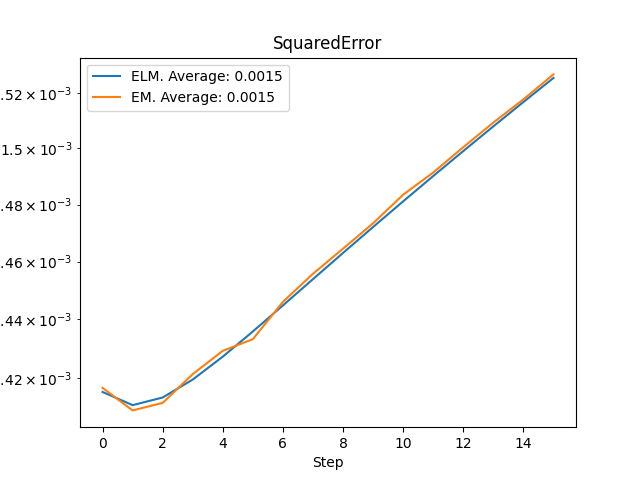 SquaredError
ELM. Average: 0.0015
EM. Average: 0.0015
.52 × 10⁻³
1.5 × 10⁻³
.48 × 10⁻³
.46 × 10⁻³
.44 × 10⁻³
.42 × 10⁻³
0 2 4 6 8 10 12 14
Step